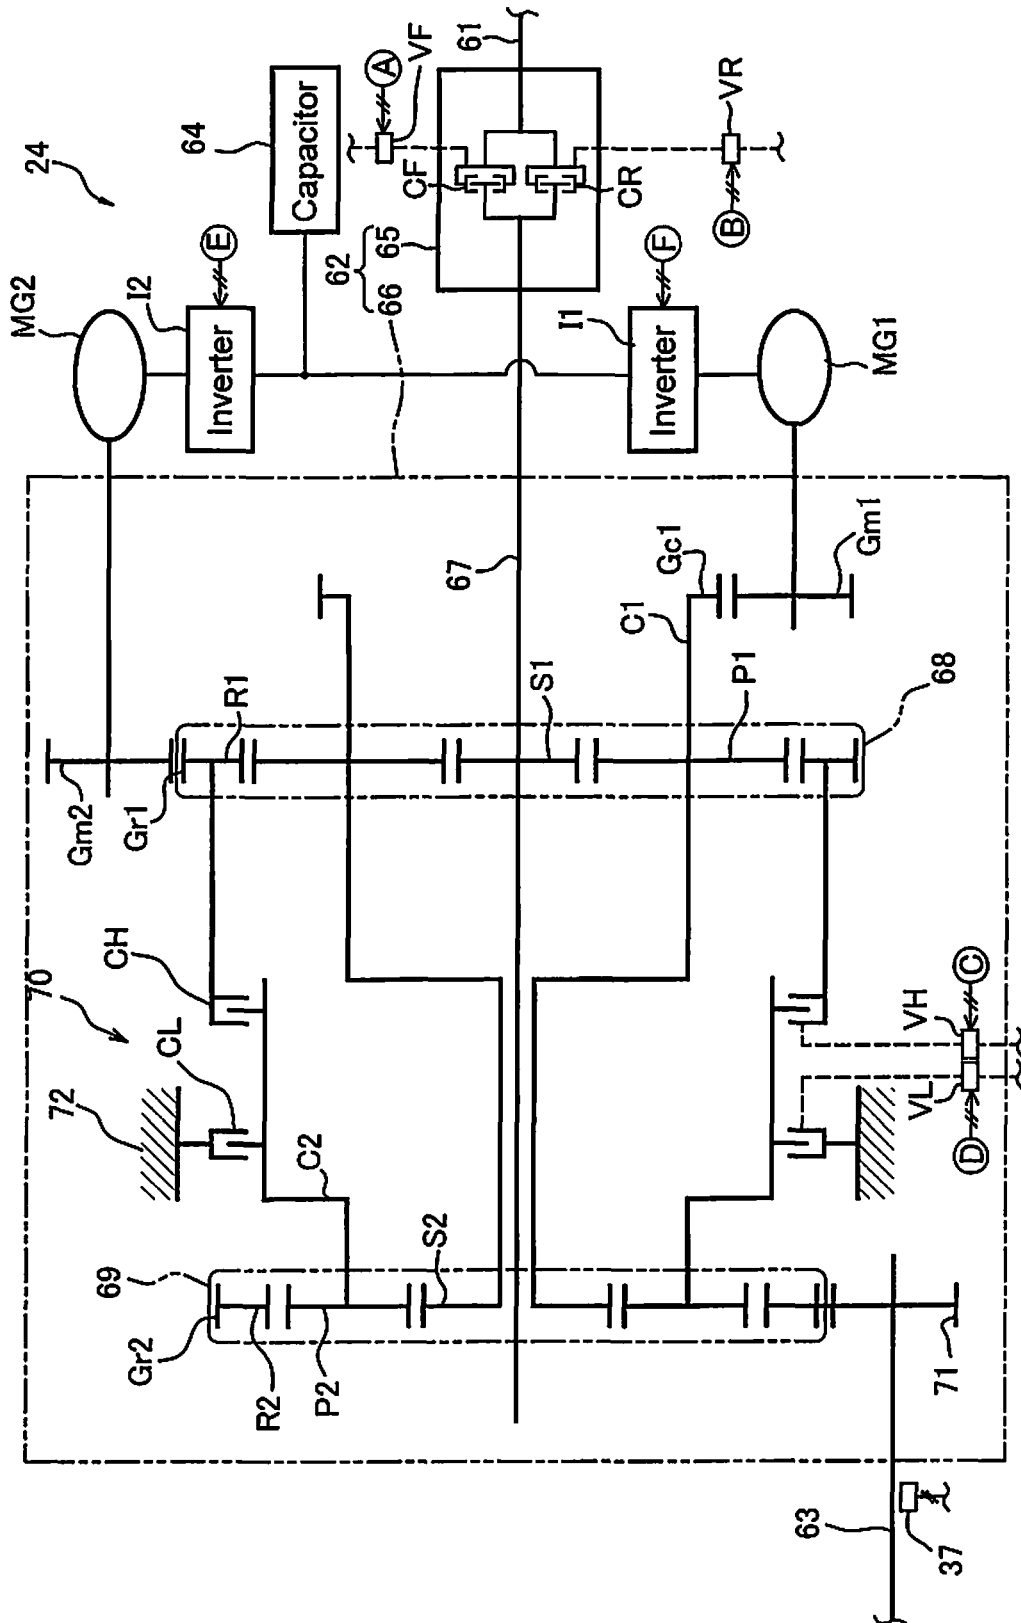 24
MG2
I2
E
Inverter
64
Capacitor
A
VF
61
62
65
66
CF
CR
VR
B
I1
F
Inverter
MG1
67
Gc1
Gm1
C1
S1
P1
68
R1
Gr1
Gm2
70
CH
CL
72
C2
VH
C
VL
D
69
S2
Gr2
R2
P2
71
63
37